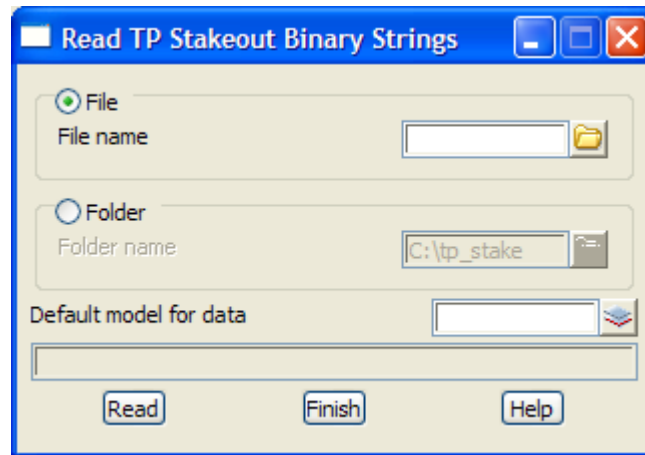 Read TP Stakeout Binary Strings
File
File name
Folder
Folder name C:\tp_stake
Default model for data
Read Finish Help